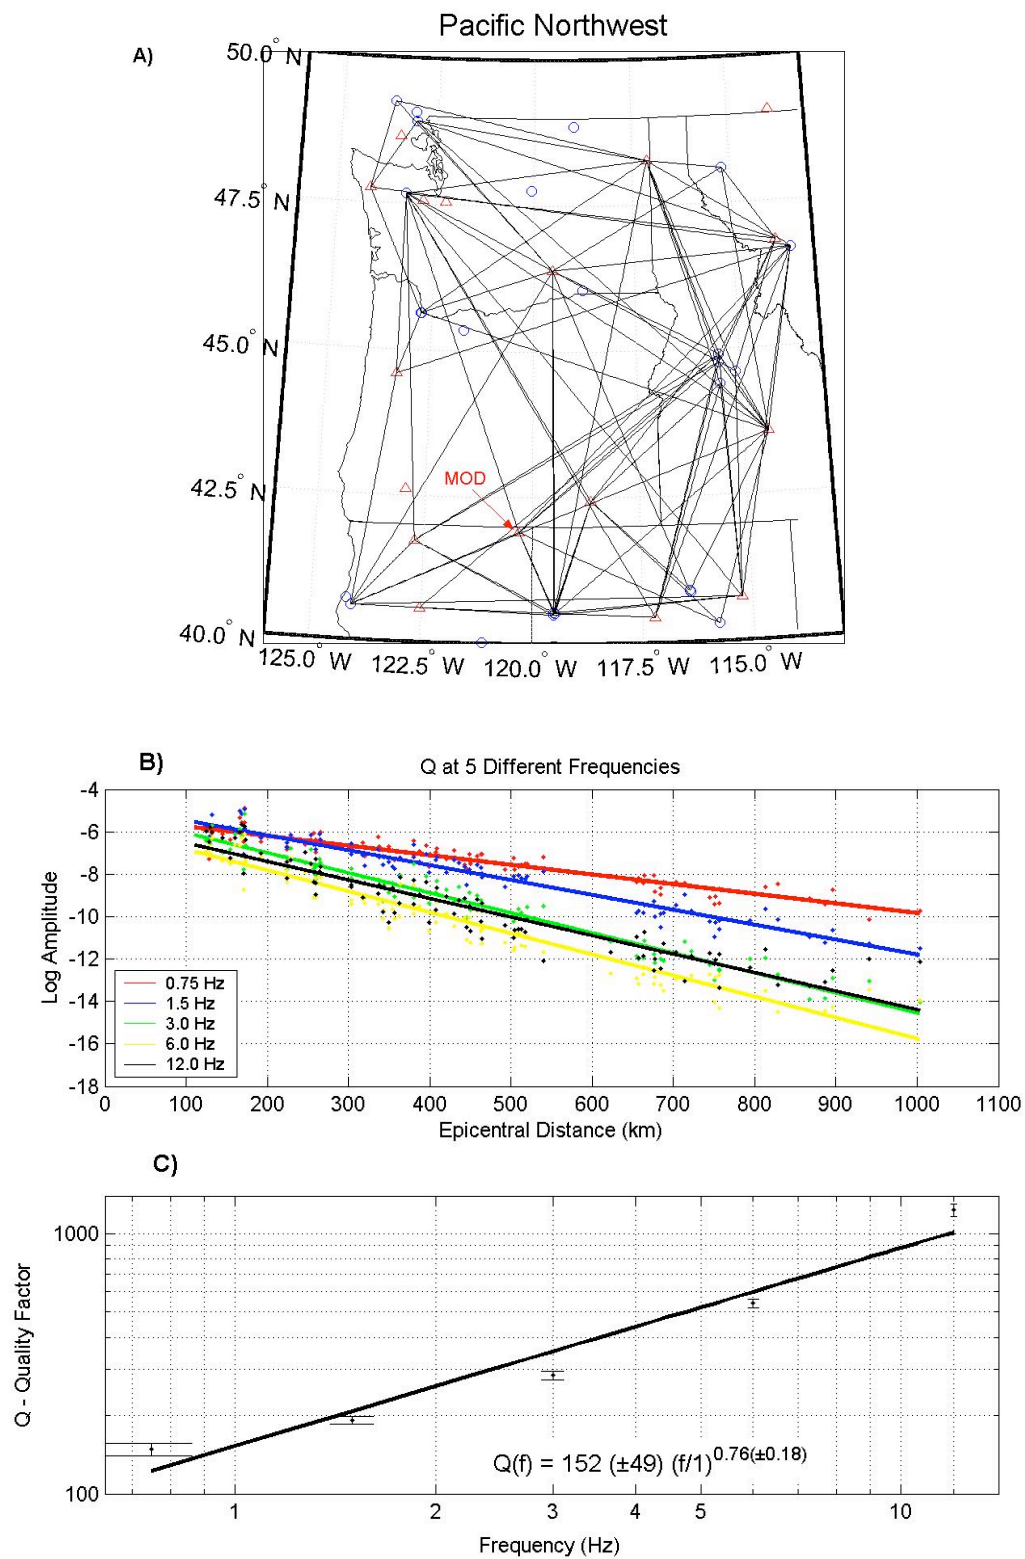 Pacific Northwest
A)
50.0° N
47.5° N
45.0° N
MOD
42.5° N
40.0° N
125.0° W 122.5° W 120.0° W 117.5° W 115.0° W
B)
Q at 5 Different Frequencies
-4
-6
-8
-10
-12
-14
-16
-18
Log Amplitude
0.75 Hz
1.5 Hz
3.0 Hz
6.0 Hz
12.0 Hz
0 100 200 300 400 500 600 700 800 900 1000 1100
Epicentral Distance (km)
C)
1000
100
Q - Quality Factor
Q(f) = 152 (±49) (f/1)^0.76(±0.18)
1 2 3 4 5 10
Frequency (Hz)